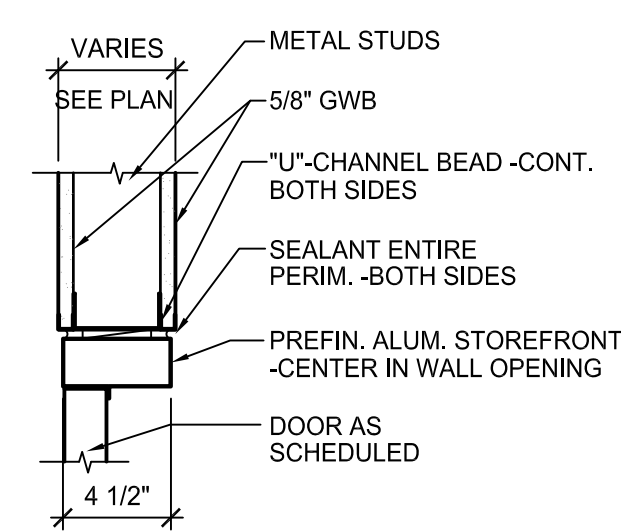 VARIES
SEE PLAN
METAL STUDS
5/8" GWB
"U"-CHANNEL BEAD -CONT.
BOTH SIDES
SEALANT ENTIRE
PERIM. -BOTH SIDES
PREFIN. ALUM. STOREFRONT
-CENTER IN WALL OPENING
DOOR AS
SCHEDULED
4 1/2"